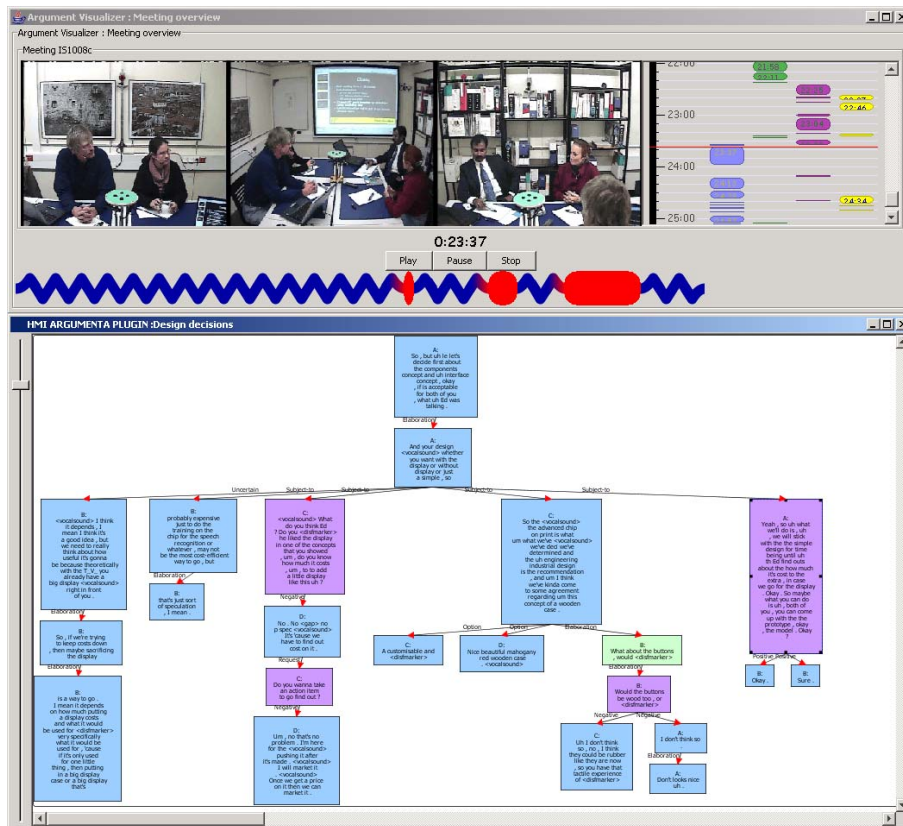 Argument Visualizer : Meeting overview
Argument Visualizer : Meeting overview
Meeting IS1008c
22:00
21:58
22:11
22:46
23:00
24:00
24:34
25:00
0:23:37
Play
Pause
Stop
HMI ARGUMENTA PLUGIN :Design decisions
A:
So , but uh le let's
decide first about
the components
concept and uh interface
concept , okay
, if is acceptable
for both of you
, what uh Ed was
talking .
Elaboration
A:
And your design
<vocalsound> whether
you want with the
display or without
display or just
a simple , so
Uncertain
Subject-to
Subject-to
Subject-to
Subject-to
B:
<vocalsound> I think
it depends , I
mean I think it's
a good idea , but
we need to really
think about how
useful it's gonna
be because theoretically
with the T_V_ you
already have a
big display <vocalsound>
right in front
of you .
Elaboration
B:
So , if we're trying
to keep costs down
, then maybe sacrificing
the display
Elaboration
B:
is a way to go .
I mean it depends
on how much putting
a display costs
and what it would
be used for <disfmarker>
very specifically
what it would be
used for , 'cause
if it's only used
for one little
thing , then putting
in a big display
case or a big display
that's
B:
probably expensive
just to do the
training on the
chip for the speech
recognition or
whatever , may not
be the most cost-efficient
way to go , but
Elaboration
B:
that's just sort
of speculation
, I mean .
C:
<vocalsound> What
do you think Ed
? Do you <disfmarker>
he liked the display
in one of the concepts
that you showed
, um , do you know
how much it costs
, um , to to add
a little display
like this uh ?
Negative
D:
No . No <gap> no
p spec <vocalsound>
It's 'cause we
have to find out
cost on it .
Request
C:
Do you wanna take
an action item
to go find out ?
Negative
D:
Um , no that's no
problem . I'm here
for the <vocalsound>
pushing it after
it's made . <vocalsound>
I will market it
. <vocalsound>
Once we get a price
on it then we can
market it .
C:
So the <vocalsound>
the advanced chip
on print is what
um what we've <vocalsound>
we've ded we've
determined and
the uh engineering
industrial design
is the recommendation
, and um I think
we've kinda come
to some agreement
regarding um this
concept of a wooden
case .
Option
Option
Elaboration
C:
A customisable and
<disfmarker>
D:
Nice beautiful mahogany
red wooden case
. <vocalsound>
B:
What about the buttons
, would <disfmarker>
Elaboration
B:
Would the buttons
be wood too , or
<disfmarker>
Negative
Negative
C:
Uh I don't think
so , no , I think
they could be rubber
like they are now
, so you have that
tactile experience
of <disfmarker>
A:
I don't think so
.
Elaboration
A:
Don't looks nice
uh .
A:
Yeah , so uh what
we'll do is , uh
, we will stick
with the the simple
design for time
being until uh
th Ed find outs
about the how much
it's cost to the
extra , in case
we go for the display
. Okay . So maybe
what you can do
is uh , both of
you , you can come
up with the the
prototype , okay
, the model . Okay
?
Positive
Positive
B:
Okay .
B:
Sure .